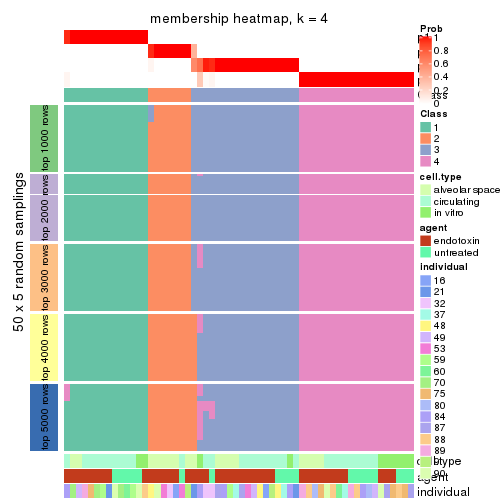 membership heatmap, k = 4
50 x 5 random samplings
top 1000 rows
top 2000 rows
top 3000 rows
top 4000 rows
top 5000 rows
Prob
1
0.8
0.6
0.4
0.2
0
Class
1
2
3
4
cell.type
alveolar space
circulating
in vitro
agent
endotoxin
untreated
individual
16
21
32
37
48
49
53
59
60
70
75
80
84
87
88
89
90
cell.type
agent
individual